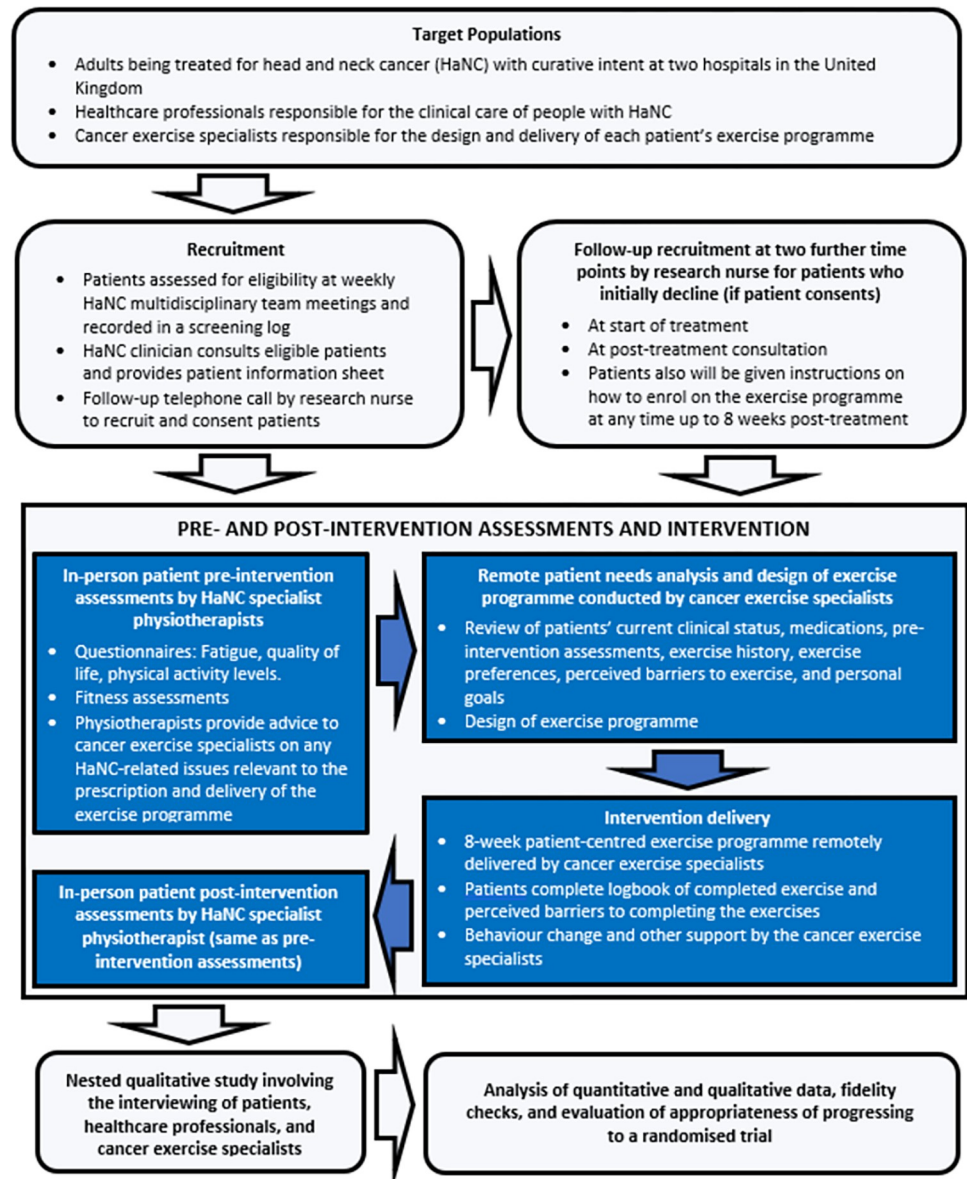 Target Populations
• Adults being treated for head and neck cancer (HaNC) with curative intent at two hospitals in the United
Kingdom
• Healthcare professionals responsible for the clinical care of people with HaNC
• Cancer exercise specialists responsible for the design and delivery of each patient's exercise programme
Recruitment
• Patients assessed for eligibility at weekly
HaNC multidisciplinary team meetings and
recorded in a screening log
• HaNC clinician consults eligible patients
and provides patient information sheet
• Follow-up telephone call by research nurse
to recruit and consent patients
Follow-up recruitment at two further time
points by research nurse for patients who
initially decline (if patient consents)
• At start of treatment
• At post-treatment consultation
• Patients also will be given instructions on
how to enrol on the exercise programme
at any time up to 8 weeks post-treatment
PRE- AND POST-INTERVENTION ASSESSMENTS AND INTERVENTION
In-person patient pre-intervention
assessments by HaNC specialist
physiotherapists
• Questionnaires: Fatigue, quality of
life, physical activity levels.
• Fitness assessments
• Physiotherapists provide advice to
cancer exercise specialists on any
HaNC-related issues relevant to the
prescription and delivery of the
exercise programme
Remote patient needs analysis and design of exercise
programme conducted by cancer exercise specialists
• Review of patients' current clinical status, medications, pre-
intervention assessments, exercise history, exercise
preferences, perceived barriers to exercise, and personal
goals
• Design of exercise programme
Intervention delivery
• 8-week patient-centred exercise programme remotely
delivered by cancer exercise specialists
• Patients complete logbook of completed exercise and
perceived barriers to completing the exercises
• Behaviour change and other support by the cancer exercise
specialists
In-person patient post-intervention
assessments by HaNC specialist
physiotherapist (same as pre-
intervention assessments)
Nested qualitative study involving
the interviewing of patients,
healthcare professionals, and
cancer exercise specialists
Analysis of quantitative and qualitative data, fidelity
checks, and evaluation of appropriateness of progressing
to a randomised trial